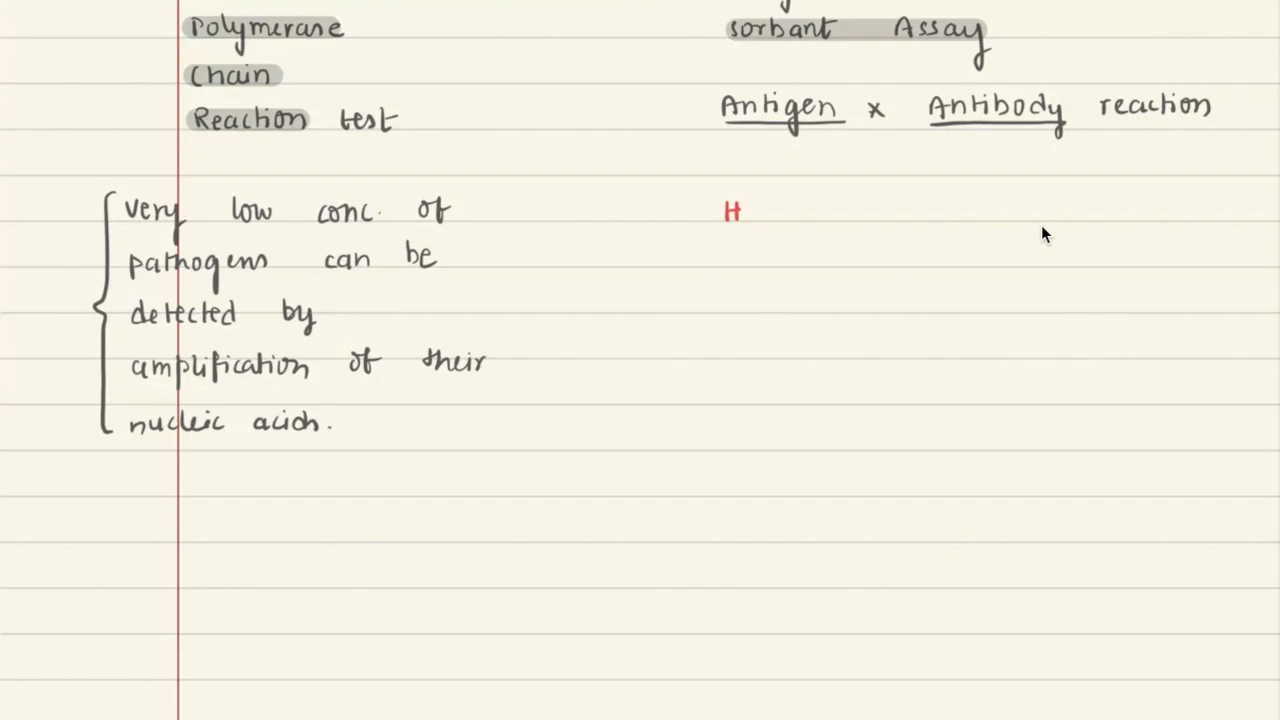 Polymerase
Chain
Reaction test
very low conc. of
pathogens can be
detected by
amplification of their
nucleic acids.
sorbant Assay
Antigen x Antibody reaction
H